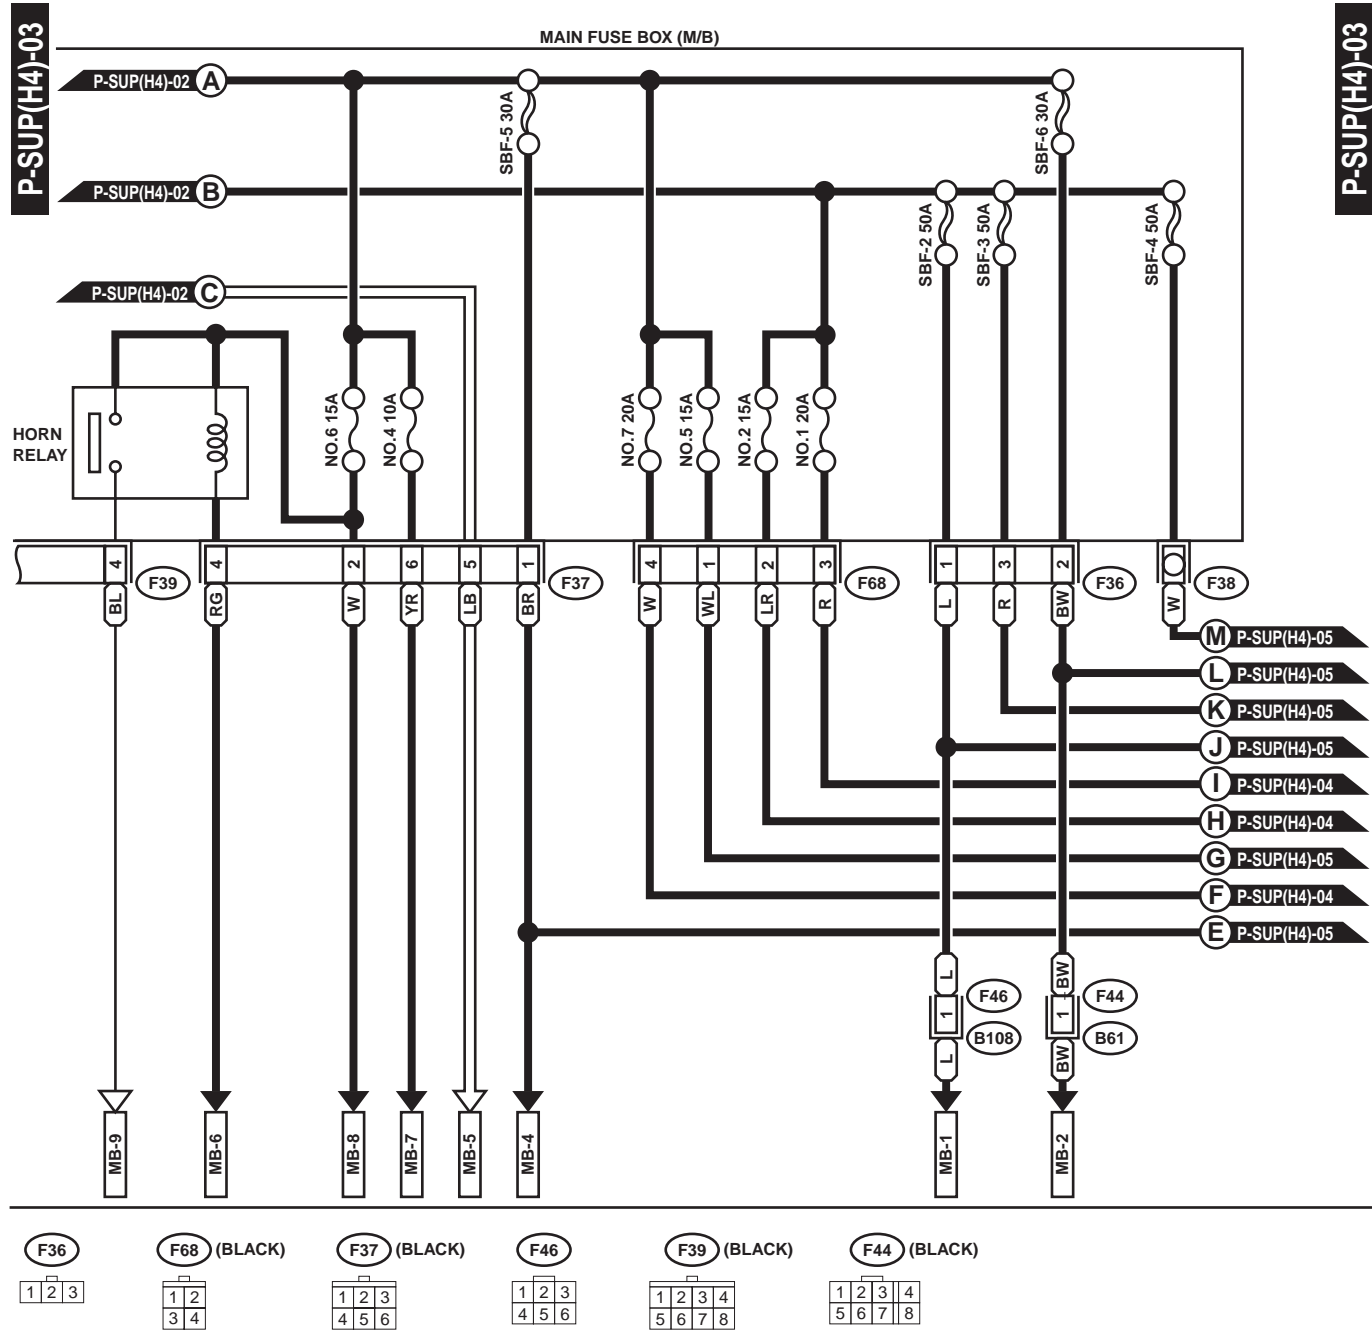 P-SUP(H4)-03
P-SUP(H4)-03
MAIN FUSE BOX (M/B)
P-SUP(H4)-02 A
SBF-5 30A
SBF-6 30A
P-SUP(H4)-02 B
SBF-2 50A
SBF-3 50A
SBF-4 50A
P-SUP(H4)-02 C
HORN
RELAY
NO.6 15A
NO.4 10A
NO.7 20A
NO.5 15A
NO.2 15A
NO.1 20A
4 F39 4 2 6 5 1 F37 4 1 2 3 F68 1 3 2 F36 F38
BL RG W YR LB BR W WL LR R L R BW W
M P-SUP(H4)-05
L P-SUP(H4)-05
K P-SUP(H4)-05
J P-SUP(H4)-05
I P-SUP(H4)-04
H P-SUP(H4)-04
G P-SUP(H4)-05
F P-SUP(H4)-04
E P-SUP(H4)-05
L BW
1 F46 1 F44
B108 B61
L BW
MB-9 MB-6 MB-8 MB-7 MB-5 MB-4 MB-1 MB-2
F36 F68 (BLACK) F37 (BLACK) F46 F39 (BLACK) F44 (BLACK)
1 2 3 1 2 1 2 3 1 2 3 1 2 3 4 1 2 3 4
3 4 4 5 6 4 5 6 5 6 7 8 5 6 7 8